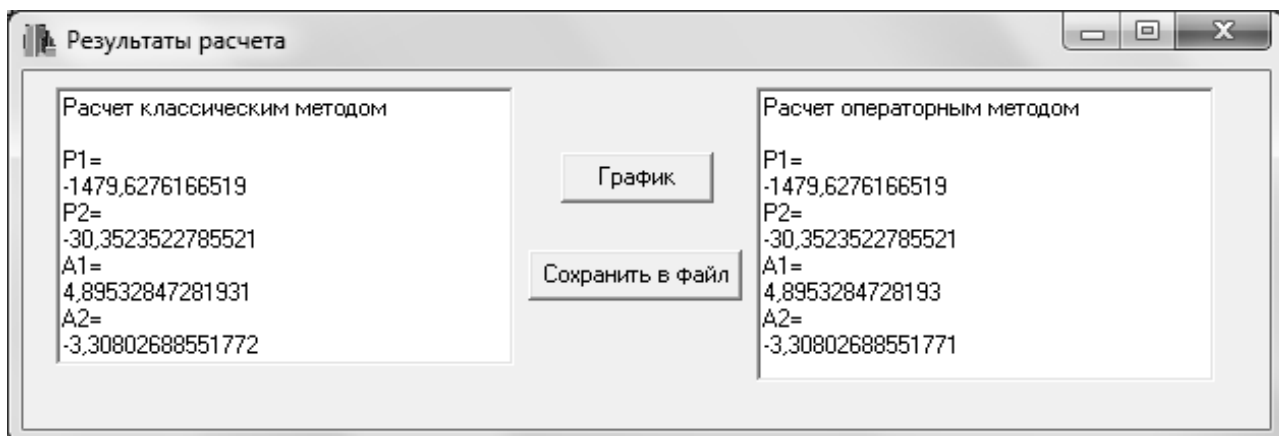 Результаты расчета
Расчет классическим методом
P1=
-1479,6276166519
P2=
-30,3523522785521
A1=
4,89532847281931
A2=
-3,30802688551772
График
Сохранить в файл
Расчет операторным методом
P1=
-1479,6276166519
P2=
-30,3523522785521
A1=
4,8953284728193
A2=
-3,30802688551771